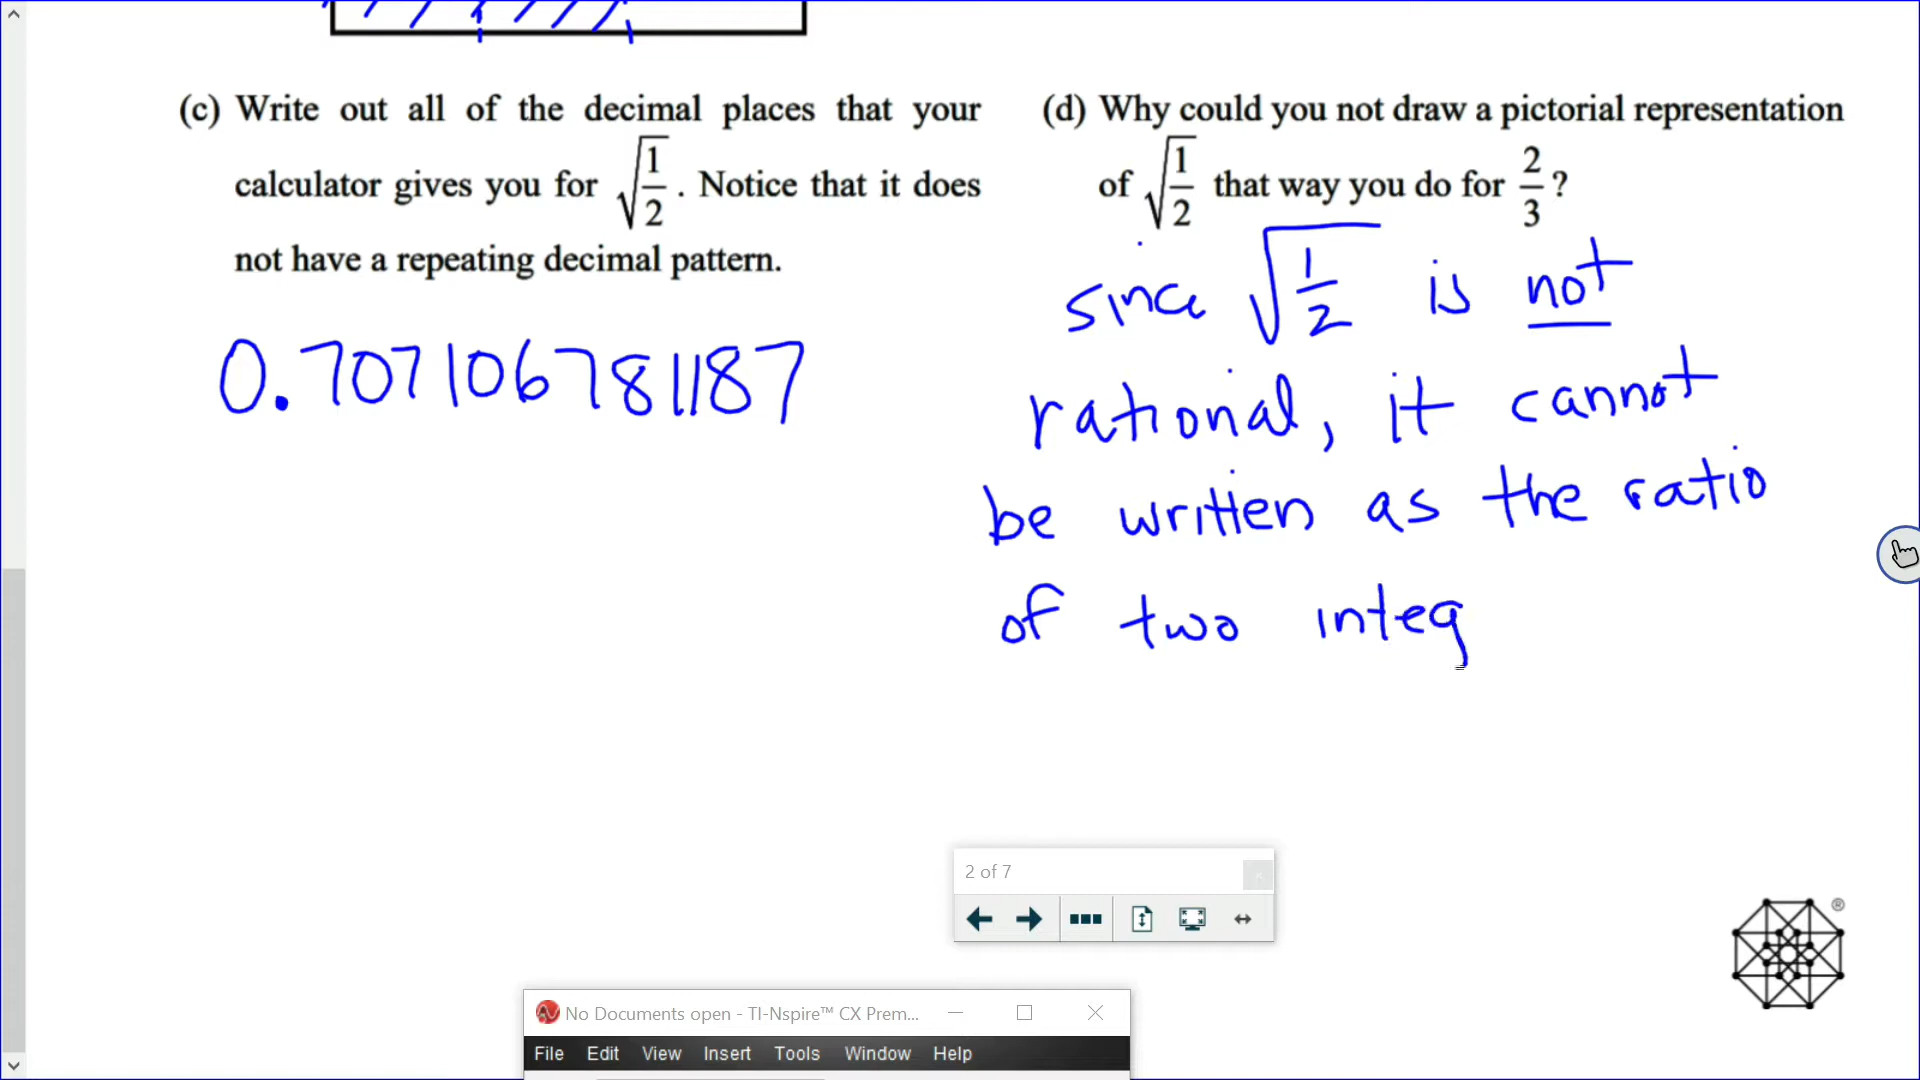 (c) Write out all of the decimal places that your
calculator gives you for √(1/2). Notice that it does
not have a repeating decimal pattern.
0.707106781187
(d) Why could you not draw a pictorial representation
of √(1/2) that way you do for 2/3?
since √(1/2) is not
rational, it cannot
be written as the ratio
of two integ
2 of 7
®
No Documents open - TI-Nspire™ CX Prem...
File Edit View Insert Tools Window Help